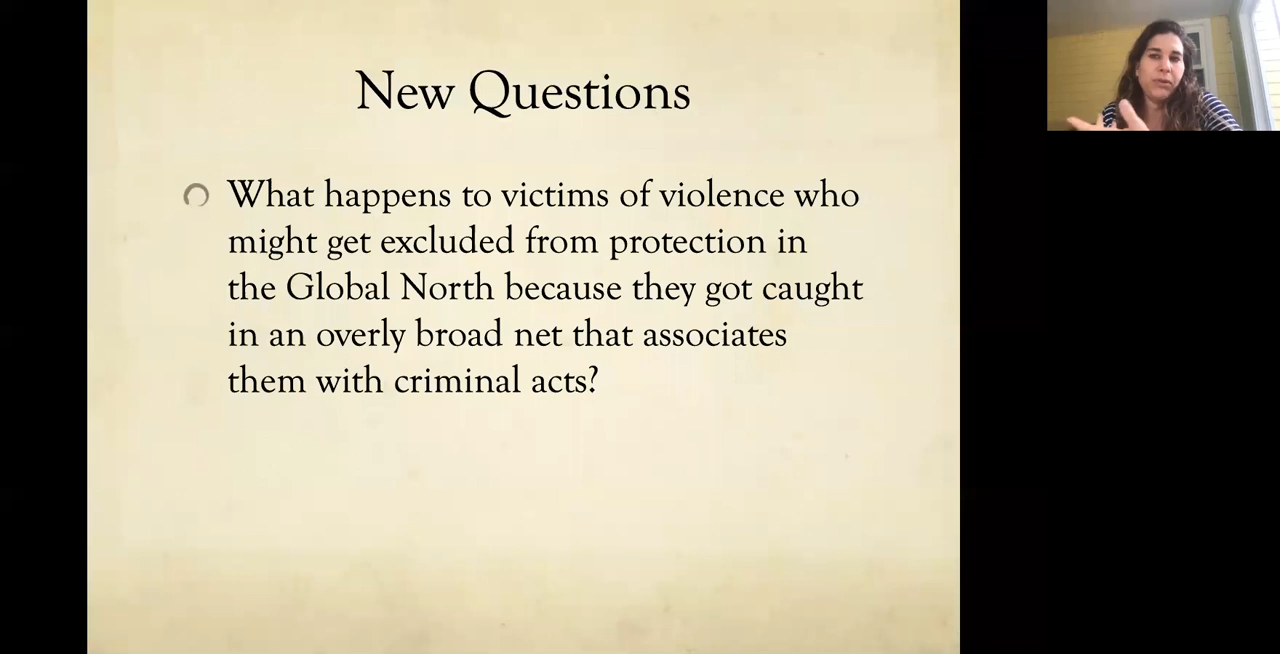 New Questions
What happens to victims of violence who
might get excluded from protection in
the Global North because they got caught
in an overly broad net that associates
them with criminal acts?